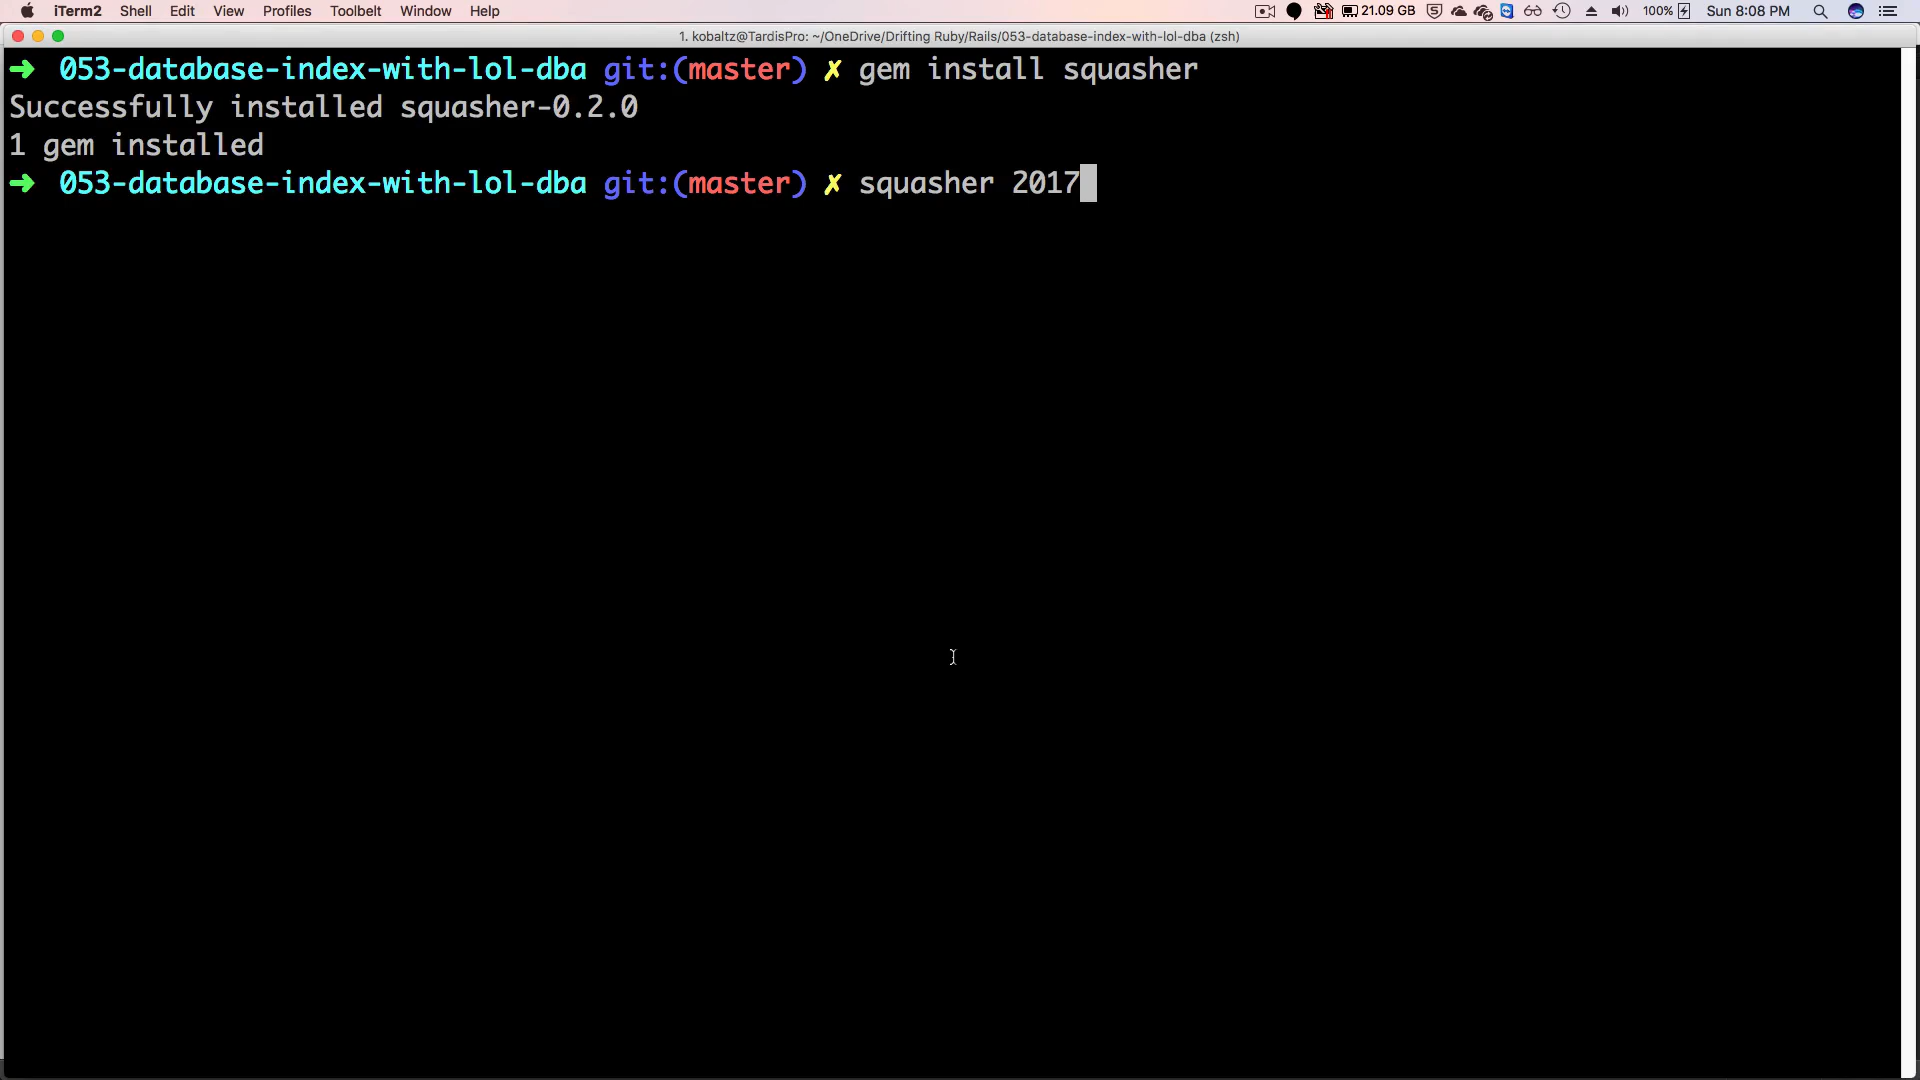 iTerm2 Shell Edit View Profiles Toolbelt Window Help 21.09 GB 100% Sun 8:08 PM
1. kobaltz@TardisPro: ~/OneDrive/Drifting Ruby/Rails/053-database-index-with-lol-dba (zsh)
➜ 053-database-index-with-lol-dba git:(master) ✗ gem install squasher
Successfully installed squasher-0.2.0
1 gem installed
➜ 053-database-index-with-lol-dba git:(master) ✗ squasher 2017